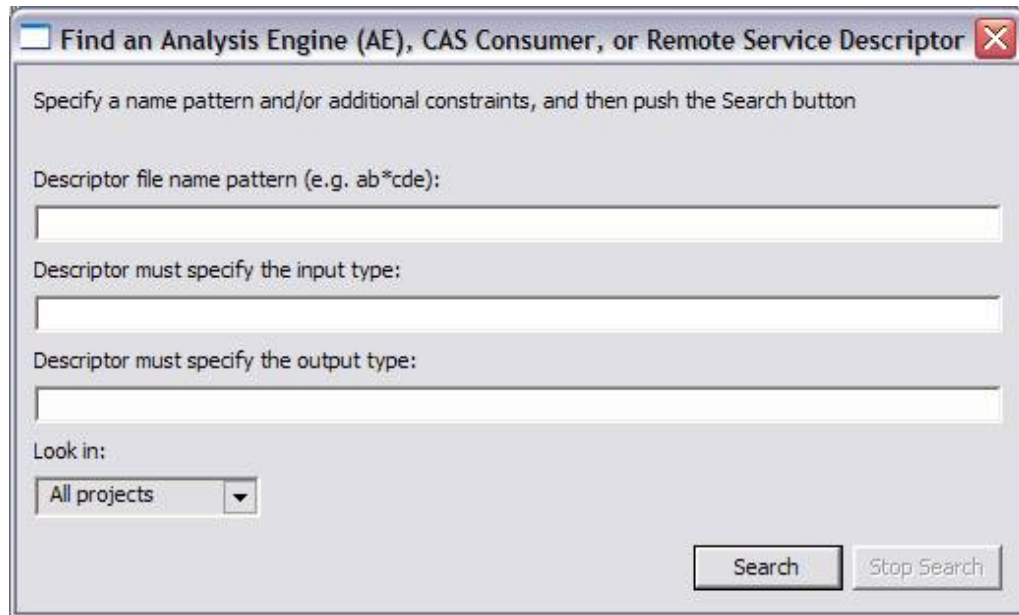 Find an Analysis Engine (AE), CAS Consumer, or Remote Service Descriptor
Specify a name pattern and/or additional constraints, and then push the Search button
Descriptor file name pattern (e.g. ab*cde):
Descriptor must specify the input type:
Descriptor must specify the output type:
Look in:
All projects
Search
Stop Search